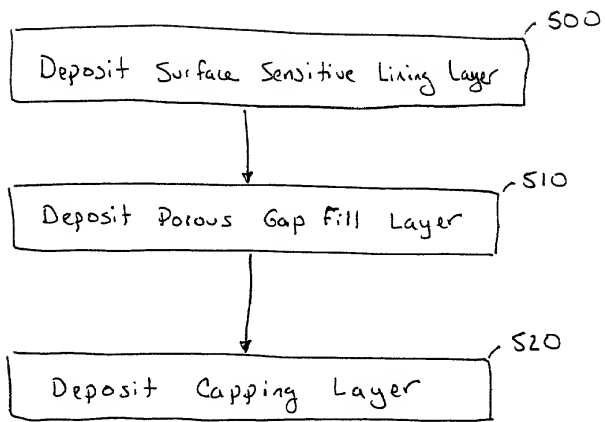 500
Deposit Surface Sensitive Lining Layer
510
Deposit Porous Gap Fill Layer
520
Deposit Capping Layer